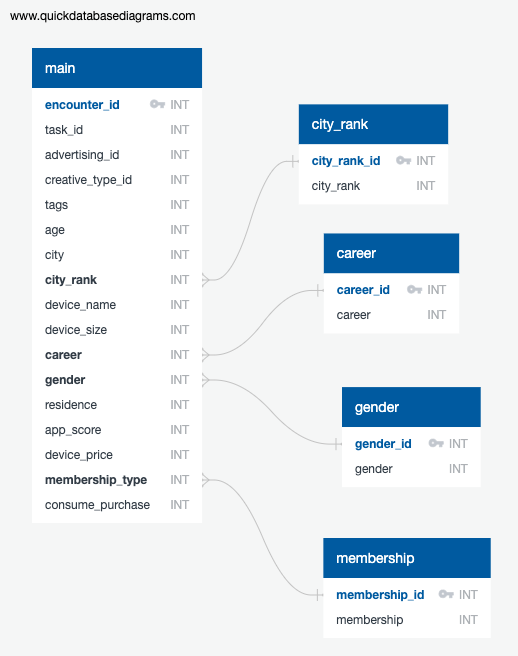 www.quickdatabasediagrams.com
main
encounter_id INT
task_id INT
advertising_id INT
creative_type_id INT
tags INT
age INT
city INT
city_rank INT
device_name INT
device_size INT
career INT
gender INT
residence INT
app_score INT
device_price INT
membership_type INT
consume_purchase INT
city_rank
city_rank_id INT
city_rank INT
career
career_id INT
career INT
gender
gender_id INT
gender INT
membership
membership_id INT
membership INT